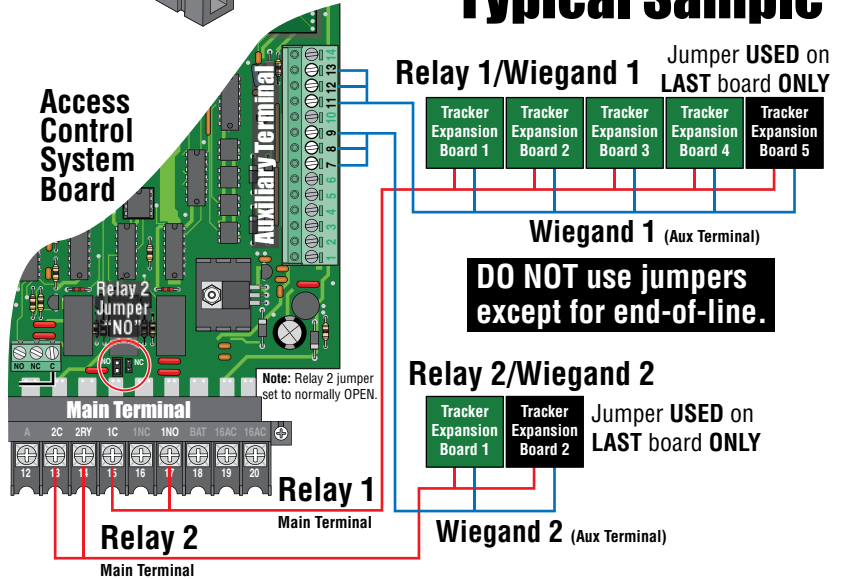 Typical Sample
Access
Control
System
Board
Auxiliary Terminal
14
13
12
11
10
9
8
7
6
5
4
3
2
1
Relay 1/Wiegand 1
Jumper USED on
LAST board ONLY
Tracker
Expansion
Board 1
Tracker
Expansion
Board 2
Tracker
Expansion
Board 3
Tracker
Expansion
Board 4
Tracker
Expansion
Board 5
Wiegand 1 (Aux Terminal)
DO NOT use jumpers
except for end-of-line.
Relay 2
Jumper
“NO”
NO NC
NO NC C
Note: Relay 2 jumper
set to normally OPEN.
Relay 2/Wiegand 2
Tracker
Expansion
Board 1
Tracker
Expansion
Board 2
Jumper USED on
LAST board ONLY
Main Terminal
A 2C 2RY 1C 1NC 1NO BAT 16AC 16AC
12 13 14 15 16 17 18 19 20
Relay 1
Main Terminal
Relay 2
Main Terminal
Wiegand 2 (Aux Terminal)